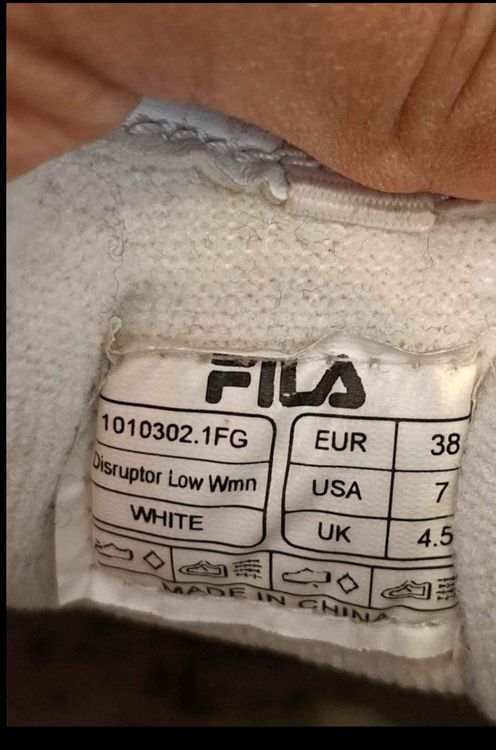 FILA
1010302.1FG
Disruptor Low Wmn
WHITE
EUR 38
USA 7
UK 4.5
MADE IN CHINA